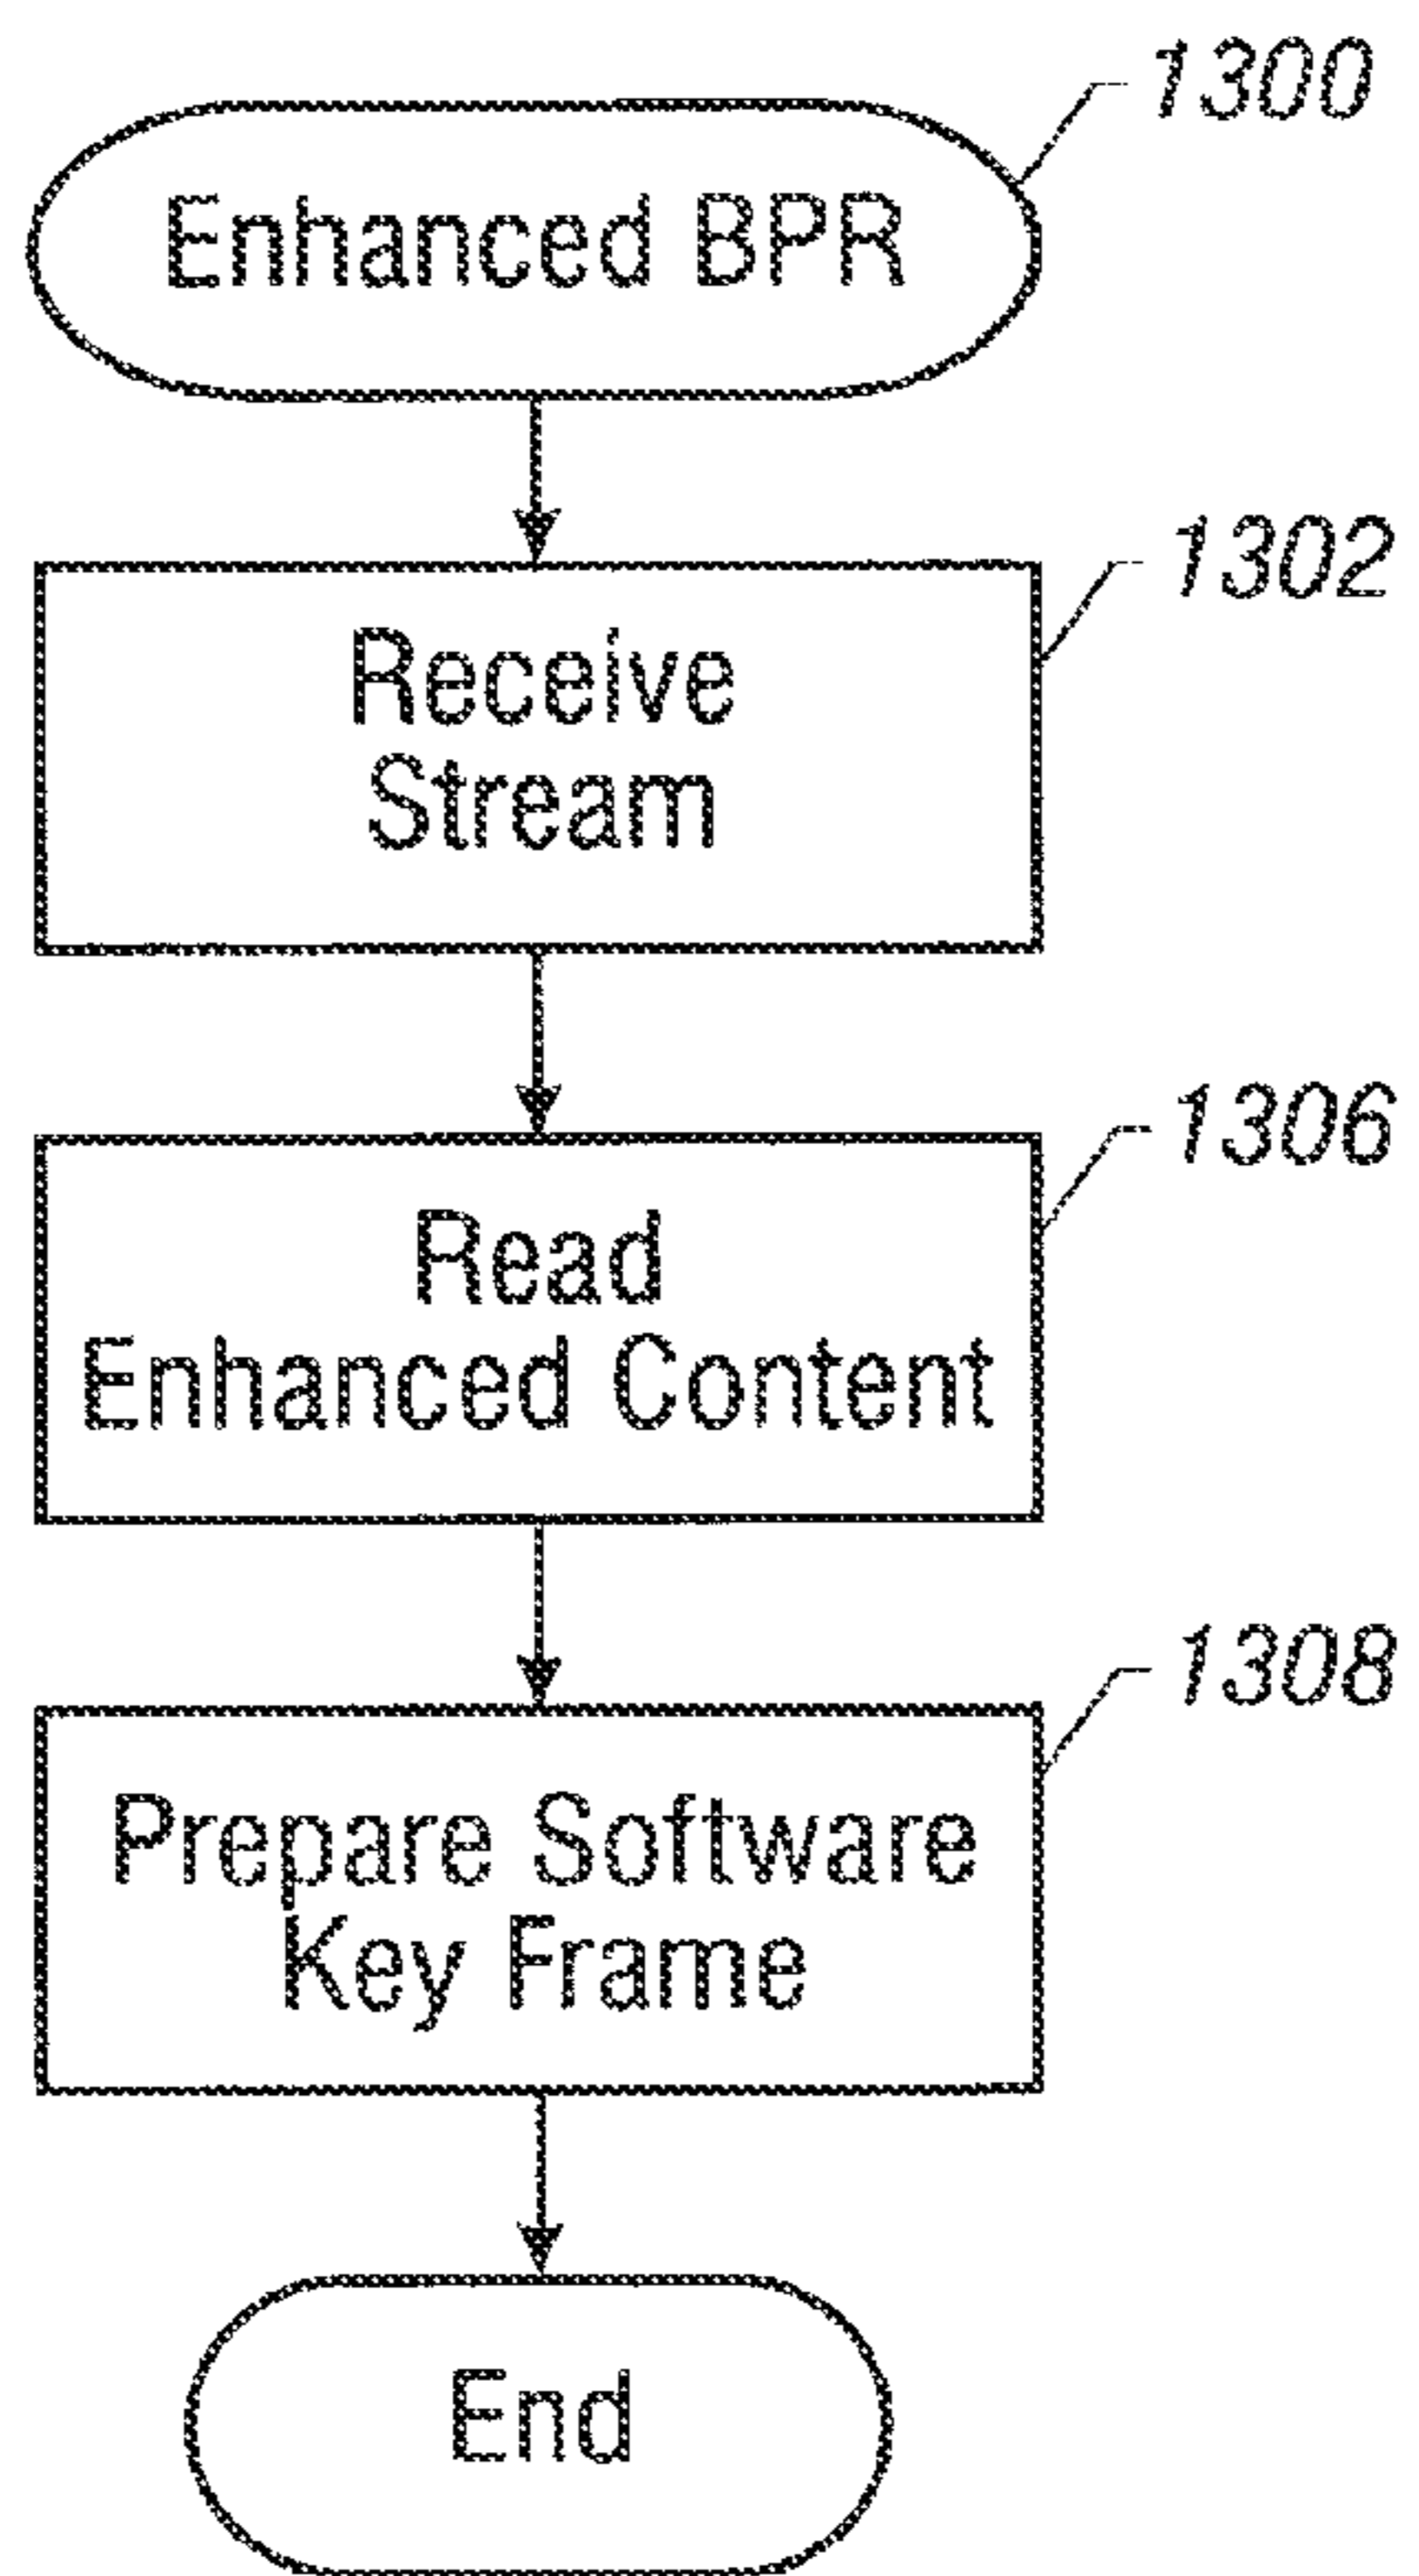 1300
Enhanced BPR
1302
Receive
Stream
1306
Read
Enhanced Content
1308
Prepare Software
Key Frame
End